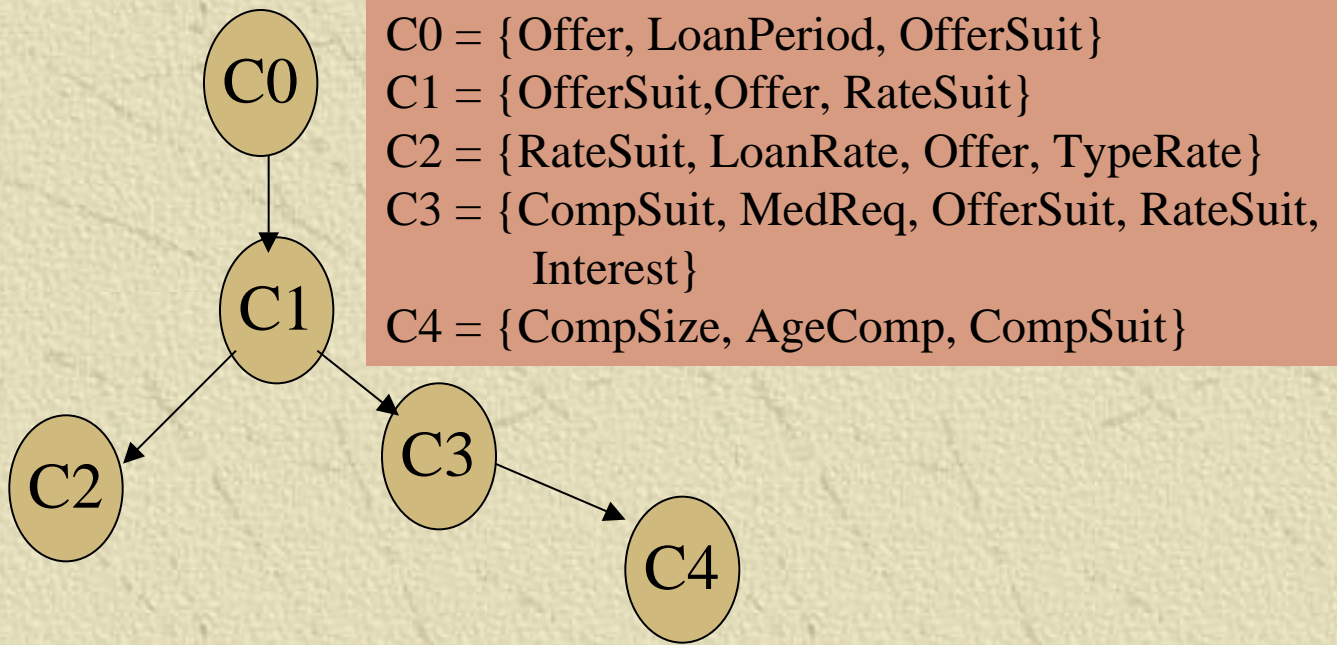 C0 = {Offer, LoanPeriod, OfferSuit}
C1 = {OfferSuit,Offer, RateSuit}
C2 = {RateSuit, LoanRate, Offer, TypeRate}
C3 = {CompSuit, MedReq, OfferSuit, RateSuit,
Interest}
C4 = {CompSize, AgeComp, CompSuit}
C0
C1
C2
C3
C4